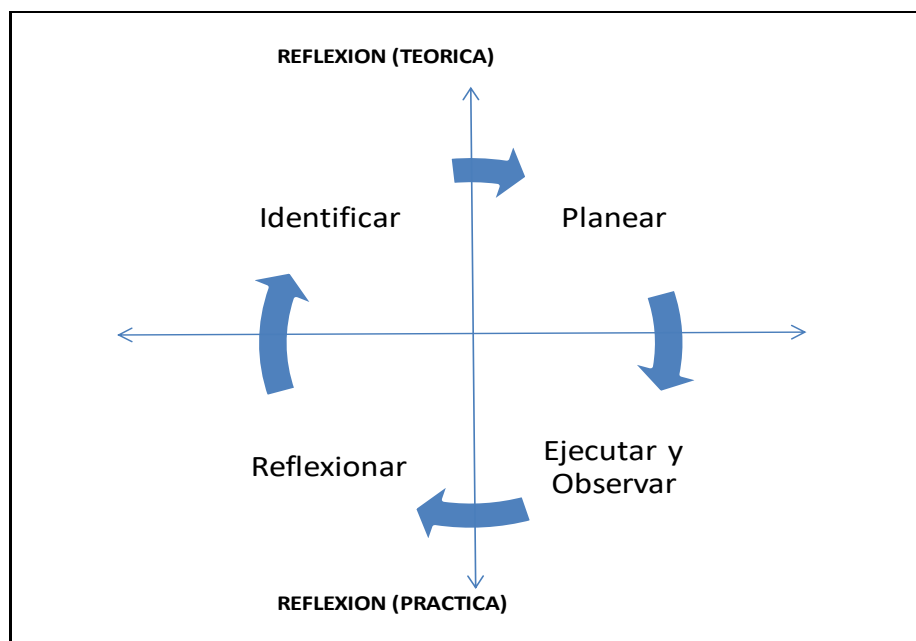 REFLEXION (TEORICA)
Identificar
Planear
Reflexionar
Ejecutar y
Observar
REFLEXION (PRACTICA)